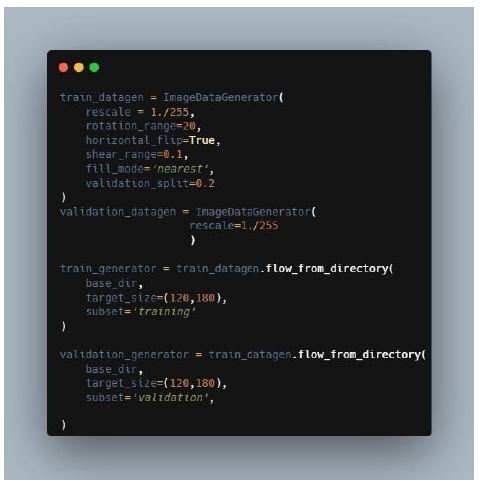 train_datagen = ImageDataGenerator(
    rescale = 1./255,
    rotation_range=20,
    horizontal_flip=True,
    shear_range=0.1,
    fill_mode='nearest',
    validation_split=0.2
)
validation_datagen = ImageDataGenerator(
                    rescale=1./255
                    )

train_generator = train_datagen.flow_from_directory(
    base_dir,
    target_size=(120,180),
    subset='training'
)

validation_generator = train_datagen.flow_from_directory(
    base_dir,
    target_size=(120,180),
    subset='validation',

)